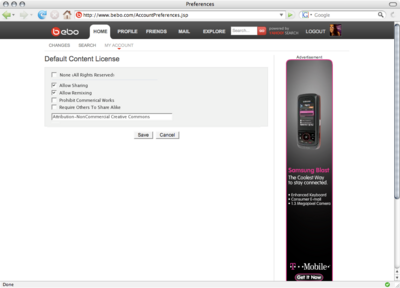 Preferences
http://www.bebo.com/AccountPreferences.jsp
Google
bebo
HOME
PROFILE
FRIENDS
MAIL
EXPLORE
Search
powered by
SEARCH
LOGOUT
CHANGES
SEARCH
MY ACCOUNT
Default Content License
Advertisement
None (All Rights Reserved)
Allow Sharing
Allow Remixing
Prohibit Commerical Works
Require Others To Share Alike
Attribution-NonCommercial Creative Commons
Save
Cancel
Samsung Blast
The Coolest Way
to stay connected.
• Enhanced Keyboard
• Consumer E-mail
• 1.3 Megapixel Camera
T··Mobile·
Get It Now
Done